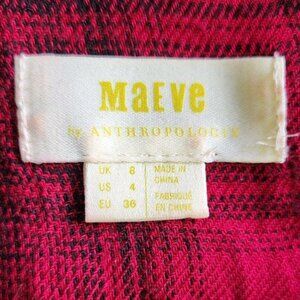 MAEVE
by ANTHROPOLOGIE
UK 8
US 4
EU 36
MADE IN
CHINA
FABRIQUÉ
EN CHINE